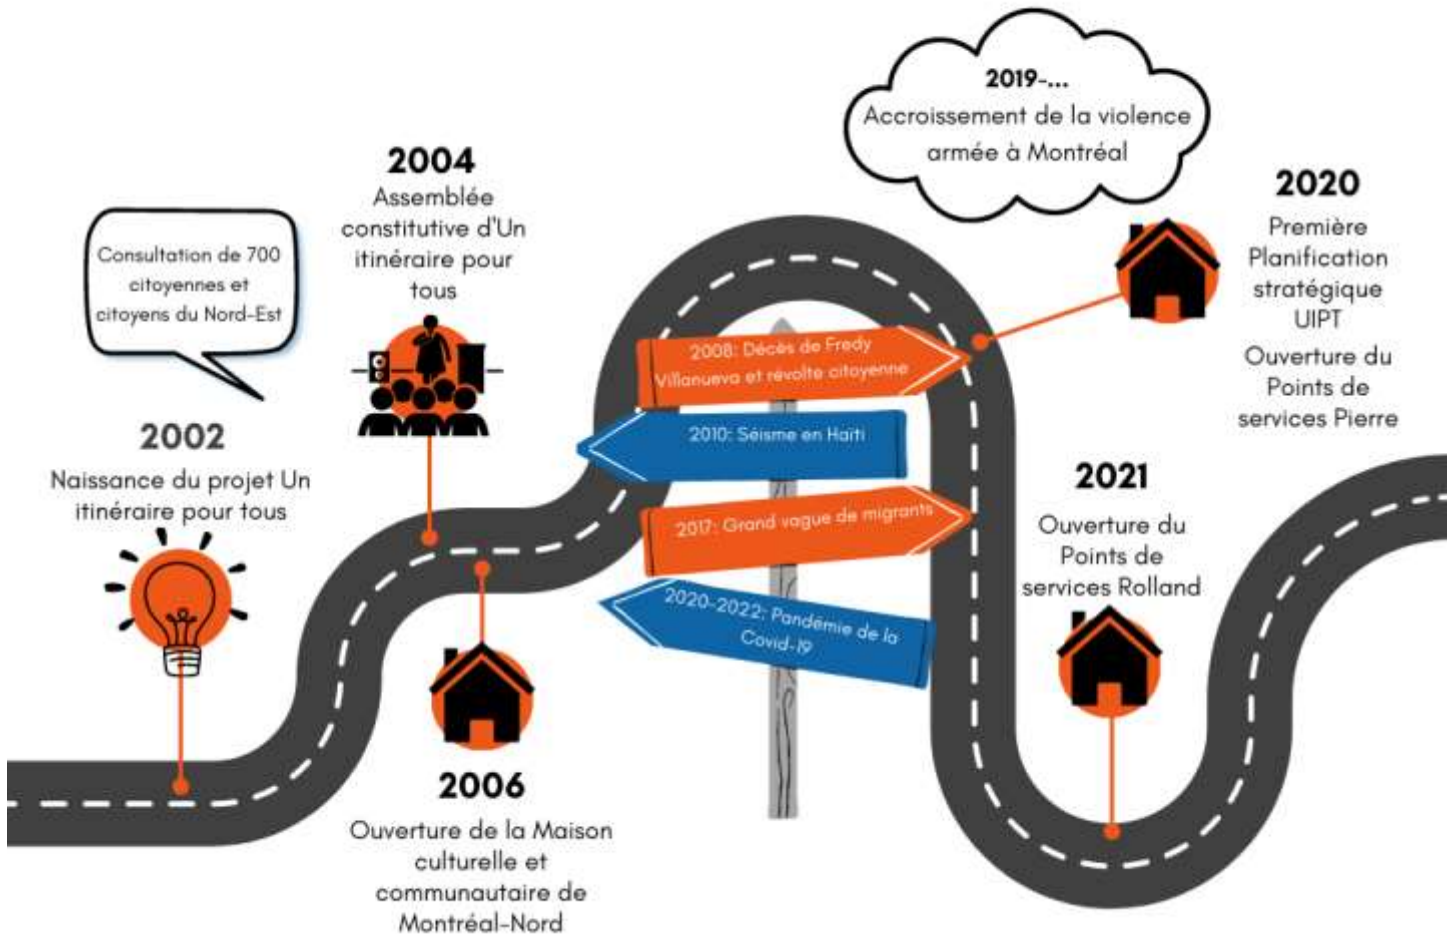 Consultation de 700
citoyennes et
citoyens du Nord-Est
2002
Naissance du projet Un
itinéraire pour tous
2004
Assemblée
constitutive d'Un
itinéraire pour
tous
2006
Ouverture de la Maison
culturelle et
communautaire de
Montréal-Nord
2008: Décès de Fredy
Villanueva et révolte citoyenne
2010: Séisme en Haïti
2017: Grand vague de migrants
2020-2022: Pandémie de la
Covid-19
2019-...
Accroissement de la violence
armée à Montréal
2020
Première
Planification
stratégique
UIPT
Ouverture du
Points de
services Pierre
2021
Ouverture du
Points de
services Rolland